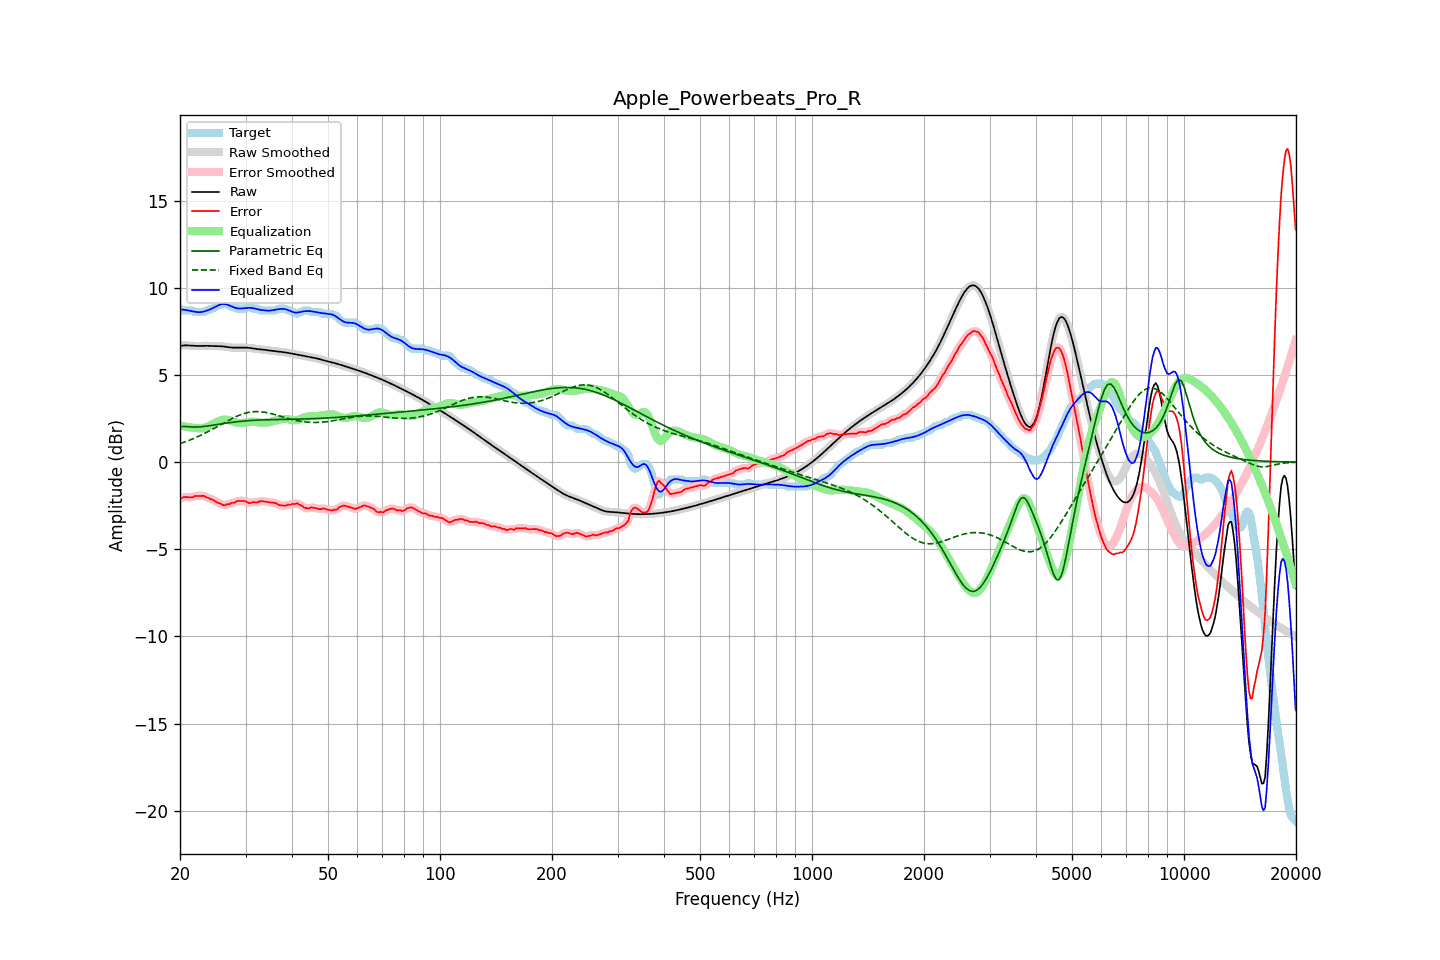 Apple_Powerbeats_Pro_R
Target
Raw Smoothed
Error Smoothed
Raw
Error
Equalization
Parametric Eq
Fixed Band Eq
Equalized
15
10
5
0
−5
−10
−15
−20
Amplitude (dBr)
20
50
100
200
500
1000
2000
5000
10000
20000
Frequency (Hz)